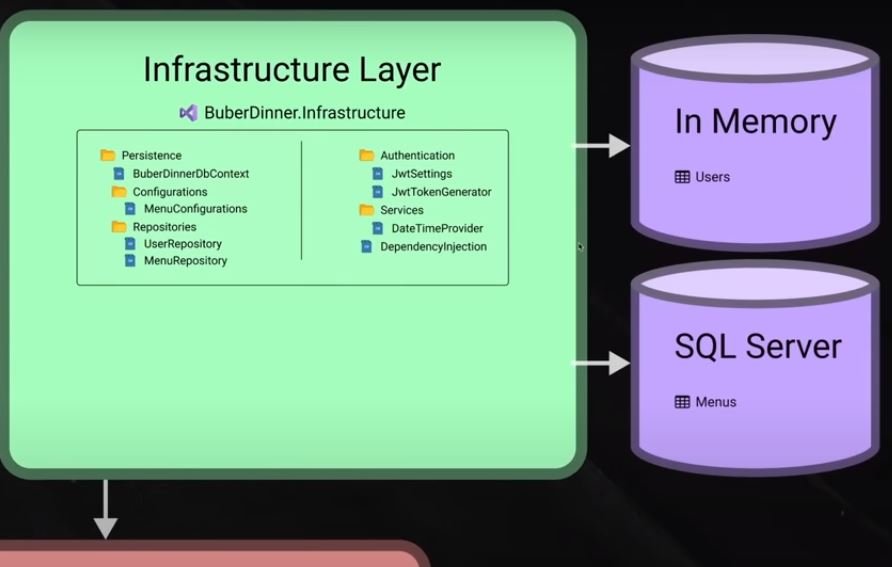 Infrastructure Layer
BuberDinner.Infrastructure
Persistence
BuberDinnerDbContext
Configurations
MenuConfigurations
Repositories
UserRepository
MenuRepository
Authentication
JwtSettings
JwtTokenGenerator
Services
DateTimeProvider
DependencyInjection
In Memory
Users
SQL Server
Menus